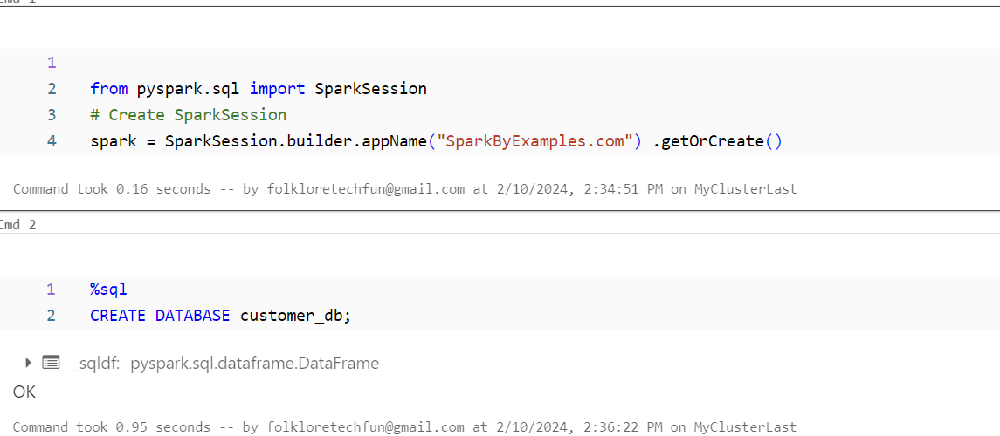 Cmd 1
1
2 from pyspark.sql import SparkSession
3 # Create SparkSession
4 spark = SparkSession.builder.appName("SparkByExamples.com") .getOrCreate()
Command took 0.16 seconds -- by folkloretechfun@gmail.com at 2/10/2024, 2:34:51 PM on MyClusterLast
Cmd 2
1 %sql
2 CREATE DATABASE customer_db;
_sqldf: pyspark.sql.dataframe.DataFrame
OK
Command took 0.95 seconds -- by folkloretechfun@gmail.com at 2/10/2024, 2:36:22 PM on MyClusterLast